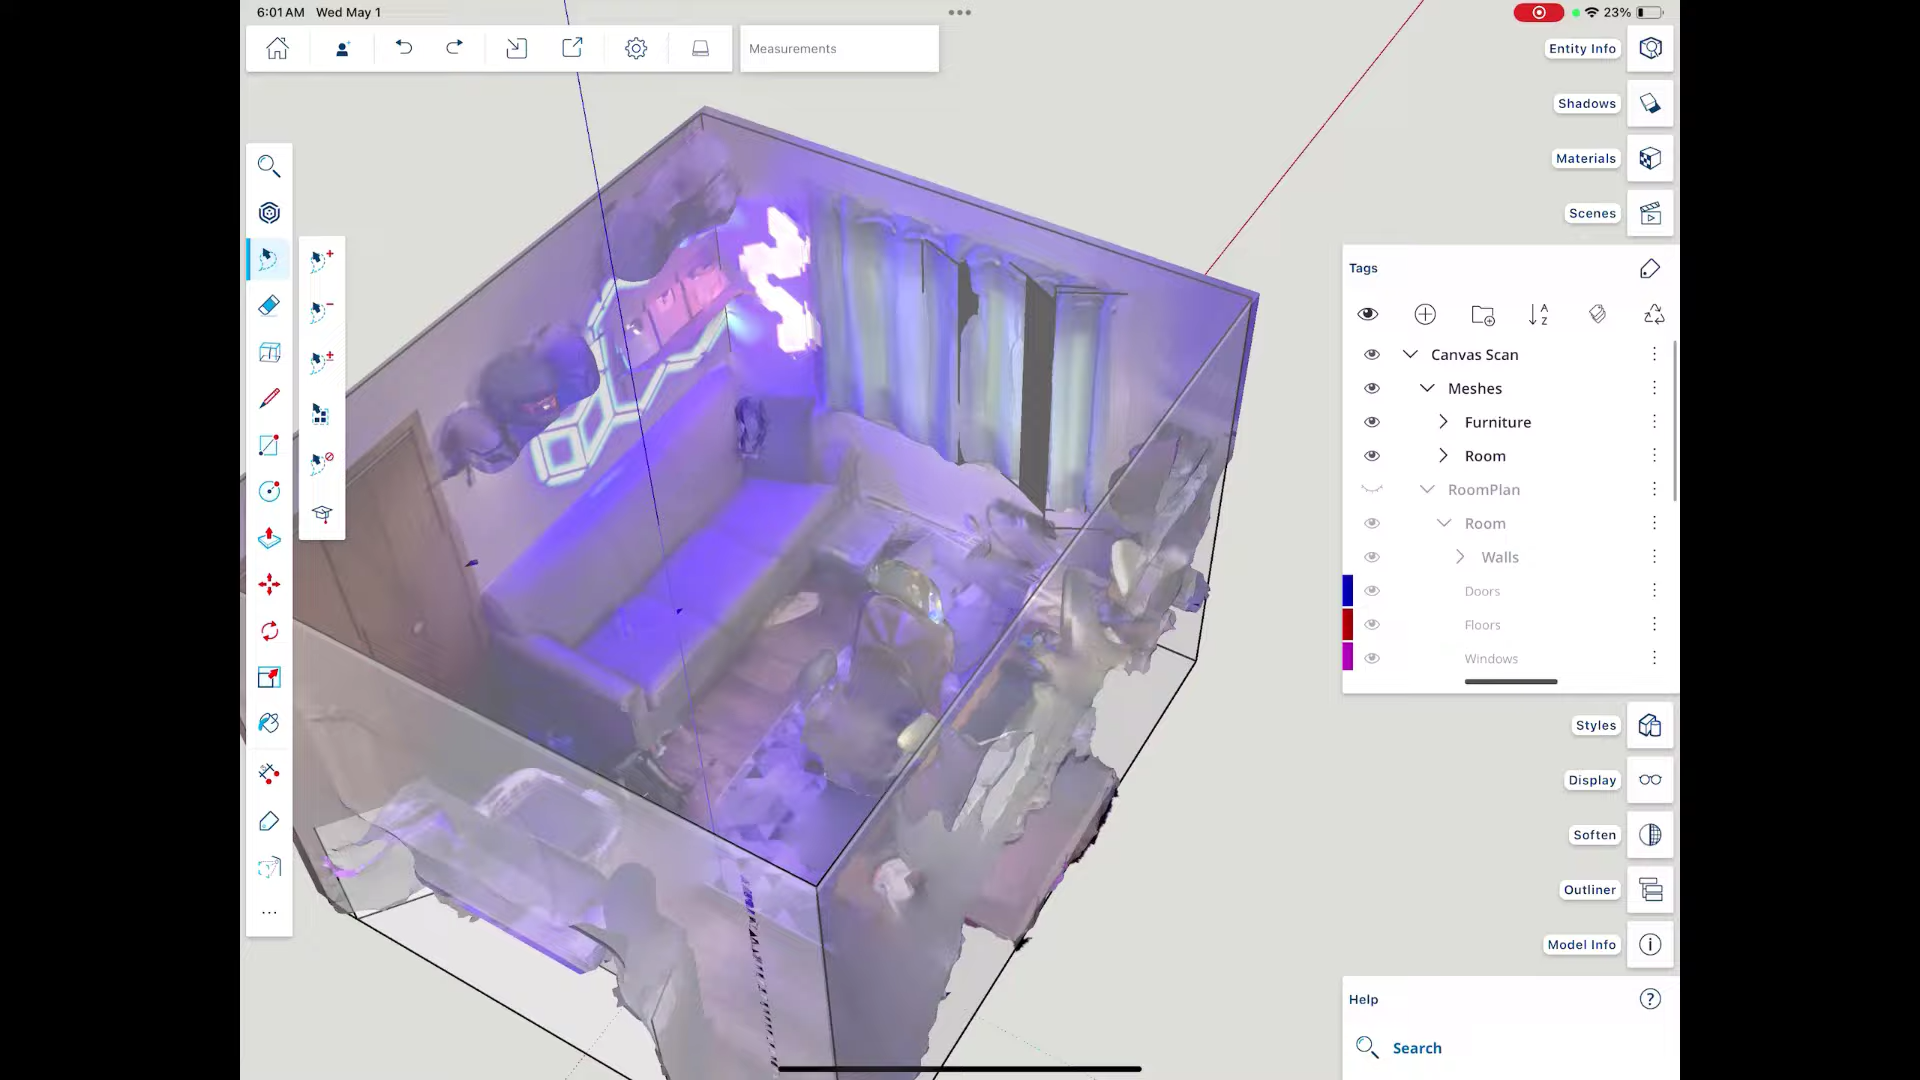 6:01 AM Wed May 1
23%
Measurements
Entity Info
Shadows
Materials
Scenes
Tags
A
Z
Canvas Scan
Meshes
Furniture
Room
RoomPlan
Room
Walls
Doors
Floors
Windows
Styles
Display
Soften
Outliner
Model Info
Help
?
Search